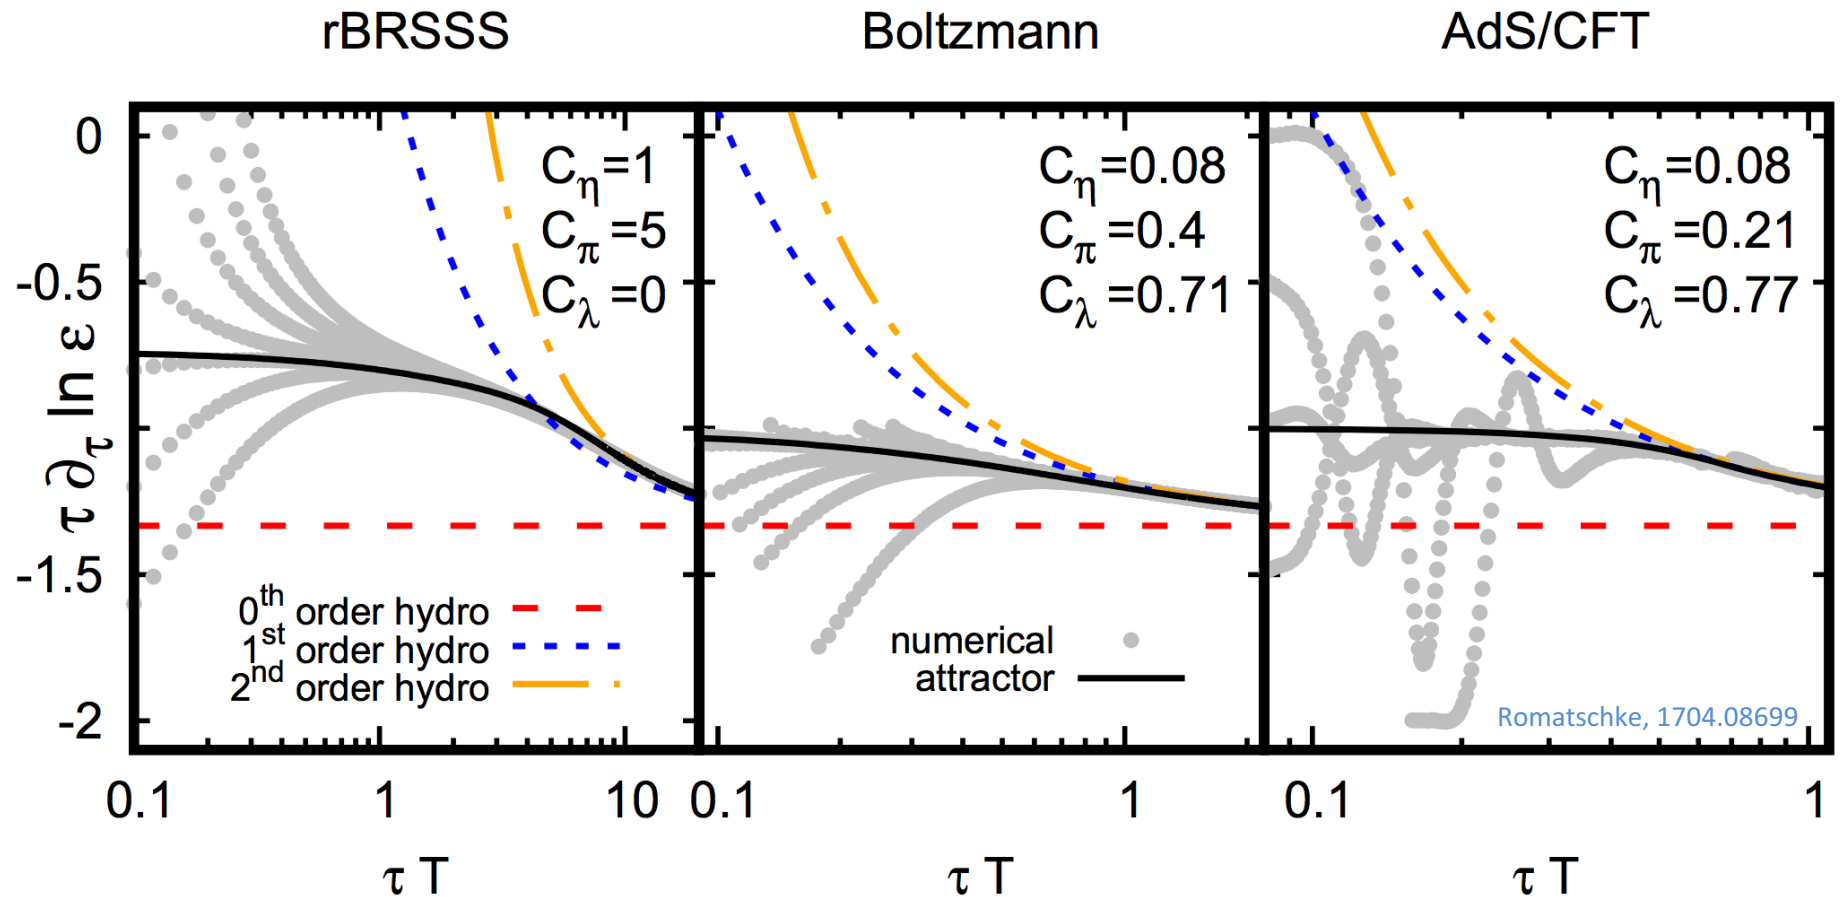 rBRSSS
Boltzmann
AdS/CFT
τ ∂τ ln ε
0
-0.5
-1.5
-2
Cη=1
Cπ=5
Cλ=0
0th order hydro
1st order hydro
2nd order hydro
Cη=0.08
Cπ=0.4
Cλ=0.71
numerical
attractor
Cη=0.08
Cπ=0.21
Cλ=0.77
Romatschke, 1704.08699
0.1 1 10
0.1 1
0.1 1
τ T
τ T
τ T